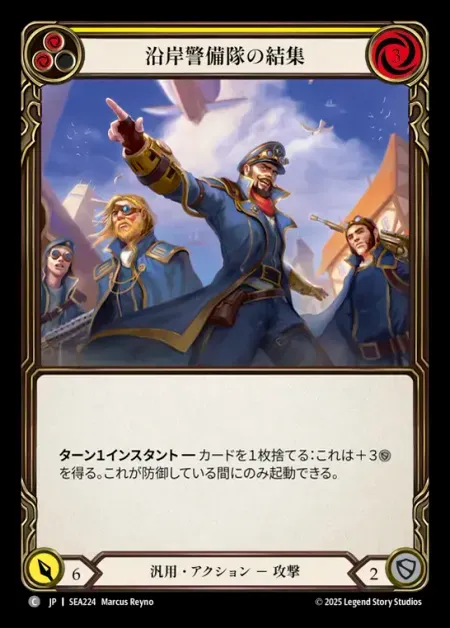 沿岸警備隊の結集
3
ターン1インスタント ー カードを1枚捨てる：これは＋3
を得る。これが防御している間にのみ起動できる。
6
汎用・アクション － 攻撃
2
C JP | SEA224 Marcus Reyno
© 2025 Legend Story Studios